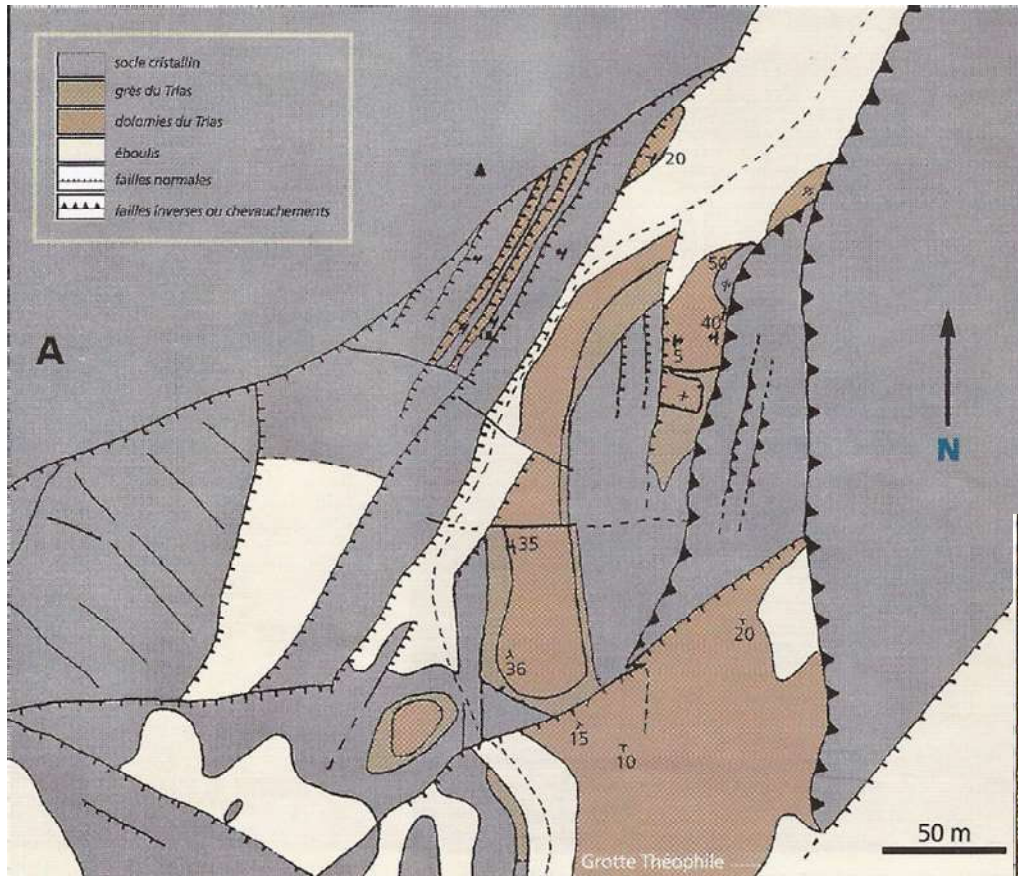 socle cristallin
grès du Trias
dolomies du Trias
éboulis
failles normales
failles inverses ou chevauchements
20
50
40
5
A
N
35
36
20
15
10
50 m
Grotte Théophile